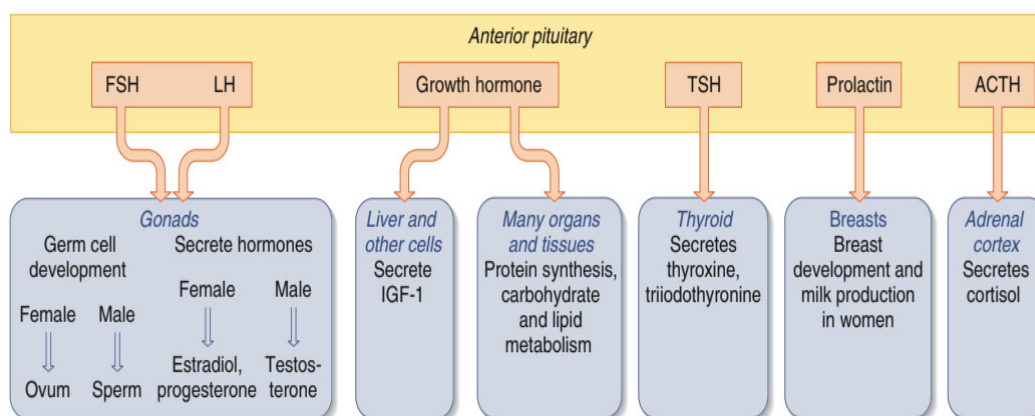 Anterior pituitary
FSH LH
Growth hormone
TSH
Prolactin
ACTH
Gonads
Germ cell
development
Secrete hormones
Female
Male
Ovum
Sperm
Female
Male
Estradiol,
progesterone
Testos-
terone
Liver and
other cells
Secrete
IGF-1
Many organs
and tissues
Protein synthesis,
carbohydrate
and lipid
metabolism
Thyroid
Secretes
thyroxine,
triiodothyronine
Breasts
Breast
development and
milk production
in women
Adrenal
cortex
Secretes
cortisol